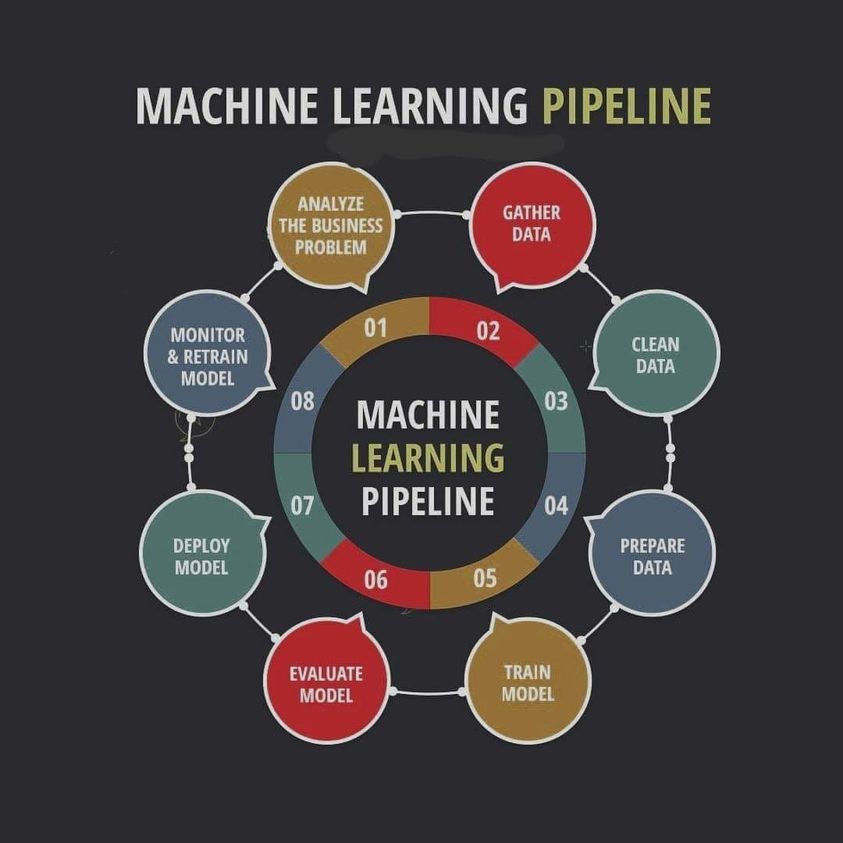 MACHINE LEARNING PIPELINE
ANALYZE
THE BUSINESS
PROBLEM
GATHER
DATA
CLEAN
DATA
PREPARE
DATA
TRAIN
MODEL
EVALUATE
MODEL
DEPLOY
MODEL
MONITOR
& RETRAIN
MODEL
01
02
03
04
05
06
07
08
MACHINE
LEARNING
PIPELINE